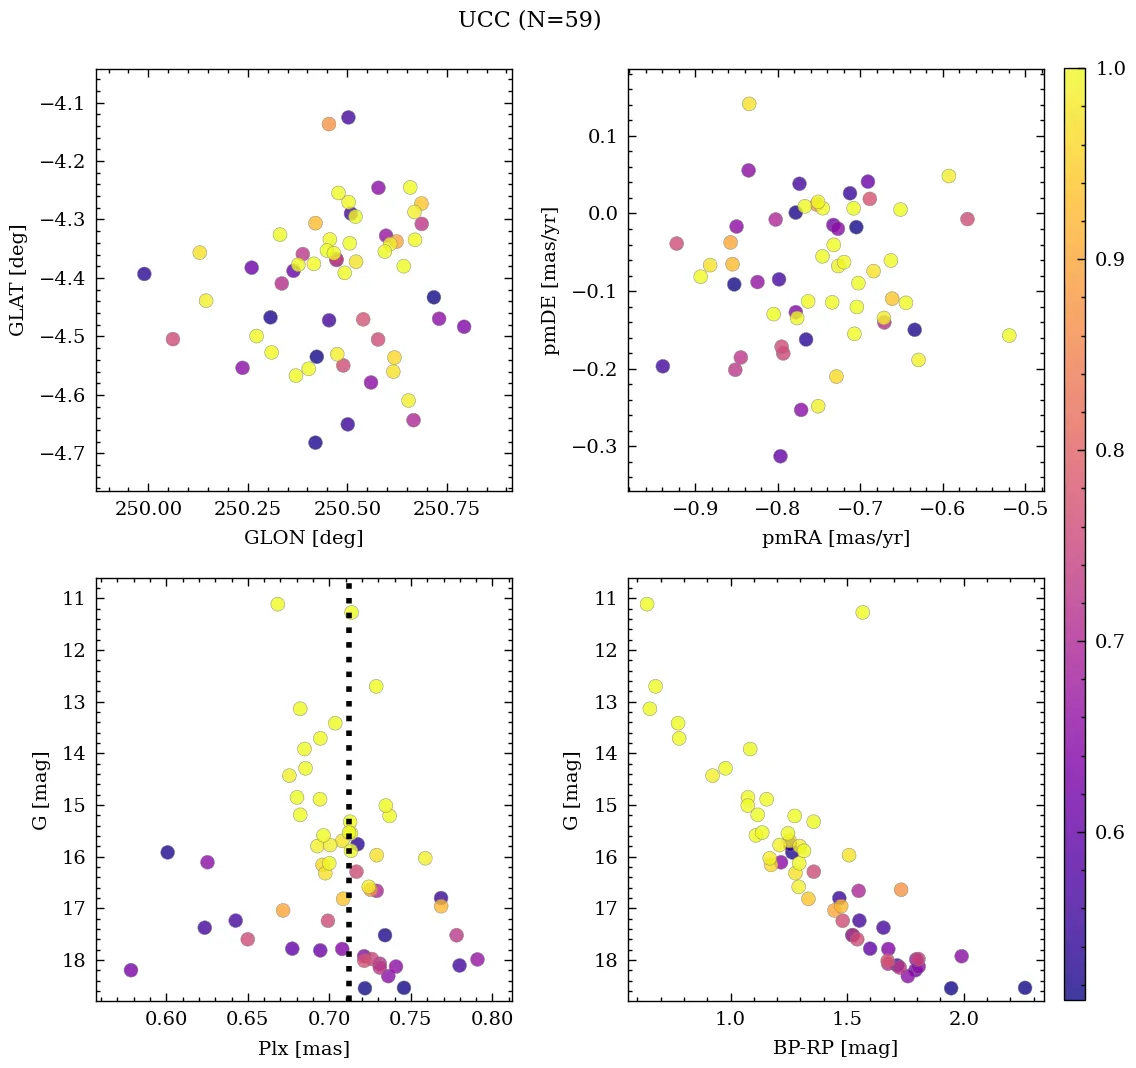 UCC (N=59)
−4.1
−4.2
−4.3
−4.4
−4.5
−4.6
−4.7
GLAT [deg]
250.00 250.25 250.50 250.75
GLON [deg]
0.1
0.0
−0.1
−0.2
−0.3
pmDE [mas/yr]
−0.9 −0.8 −0.7 −0.6 −0.5
pmRA [mas/yr]
11
12
13
14
15
16
17
18
G [mag]
0.60 0.65 0.70 0.75 0.80
Plx [mas]
11
12
13
14
15
16
17
18
G [mag]
1.0 1.5 2.0
BP-RP [mag]
1.0
0.9
0.8
0.7
0.6